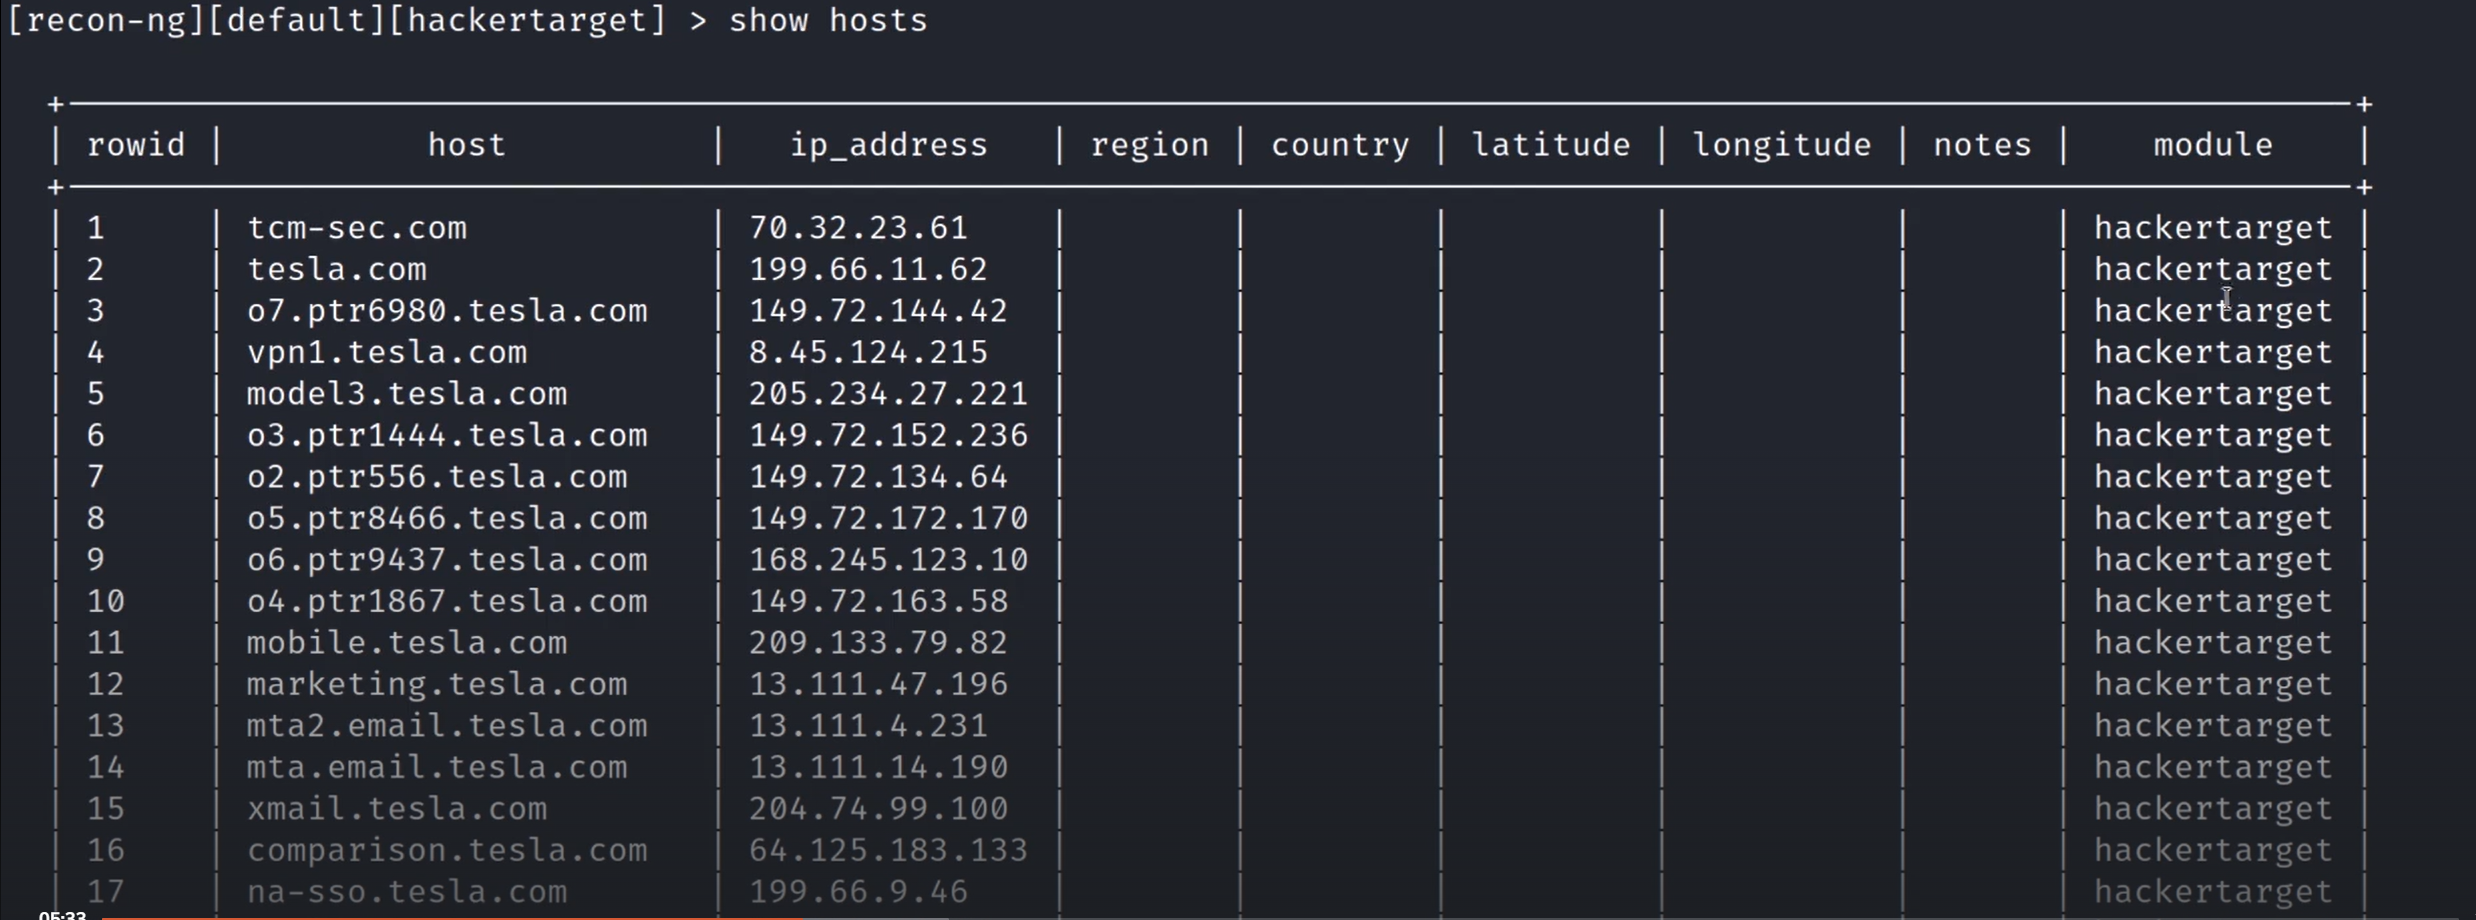 [recon-ng][default][hackertarget] > show hosts
| rowid | host | ip_address | region | country | latitude | longitude | notes | module |
| 1 | tcm-sec.com | 70.32.23.61 | | | | | | hackertarget |
| 2 | tesla.com | 199.66.11.62 | | | | | | hackertarget |
| 3 | o7.ptr6980.tesla.com | 149.72.144.42 | | | | | | hackertarget |
| 4 | vpn1.tesla.com | 8.45.124.215 | | | | | | hackertarget |
| 5 | model3.tesla.com | 205.234.27.221 | | | | | | hackertarget |
| 6 | o3.ptr1444.tesla.com | 149.72.152.236 | | | | | | hackertarget |
| 7 | o2.ptr556.tesla.com | 149.72.134.64 | | | | | | hackertarget |
| 8 | o5.ptr8466.tesla.com | 149.72.172.170 | | | | | | hackertarget |
| 9 | o6.ptr9437.tesla.com | 168.245.123.10 | | | | | | hackertarget |
| 10 | o4.ptr1867.tesla.com | 149.72.163.58 | | | | | | hackertarget |
| 11 | mobile.tesla.com | 209.133.79.82 | | | | | | hackertarget |
| 12 | marketing.tesla.com | 13.111.47.196 | | | | | | hackertarget |
| 13 | mta2.email.tesla.com | 13.111.4.231 | | | | | | hackertarget |
| 14 | mta.email.tesla.com | 13.111.14.190 | | | | | | hackertarget |
| 15 | xmail.tesla.com | 204.74.99.100 | | | | | | hackertarget |
| 16 | comparison.tesla.com | 64.125.183.133 | | | | | | hackertarget |
| 17 | na-sso.tesla.com | 199.66.9.46 | | | | | | hackertarget |
05:33